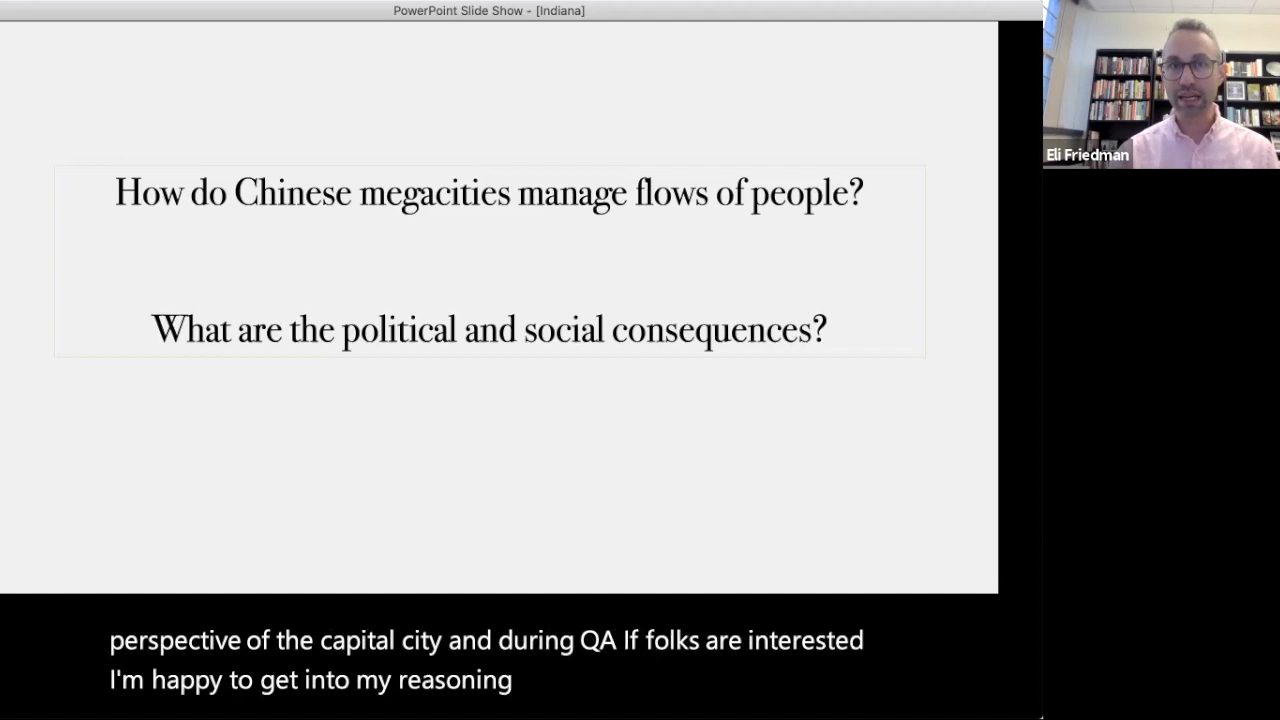 PowerPoint Slide Show - [Indiana]
How do Chinese megacities manage flows of people?
What are the political and social consequences?
Eli Friedman
perspective of the capital city and during QA If folks are interested
I'm happy to get into my reasoning